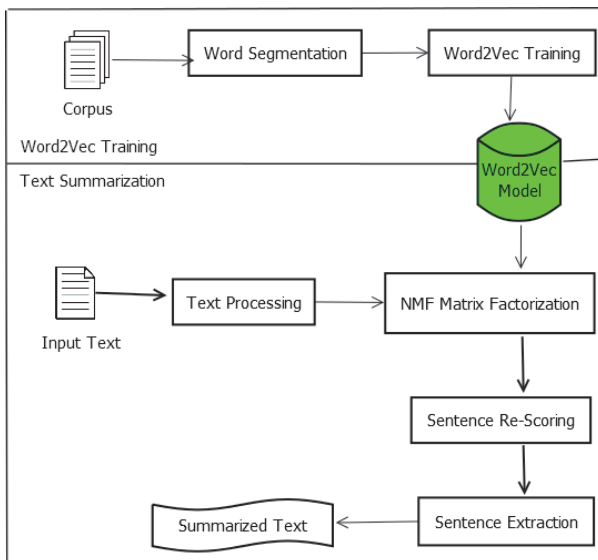 Word Segmentation
Word2Vec Training
Corpus
Word2Vec Training
Word2Vec
Model
Text Summarization
Text Processing
NMF Matrix Factorization
Input Text
Sentence Re-Scoring
Summarized Text
Sentence Extraction